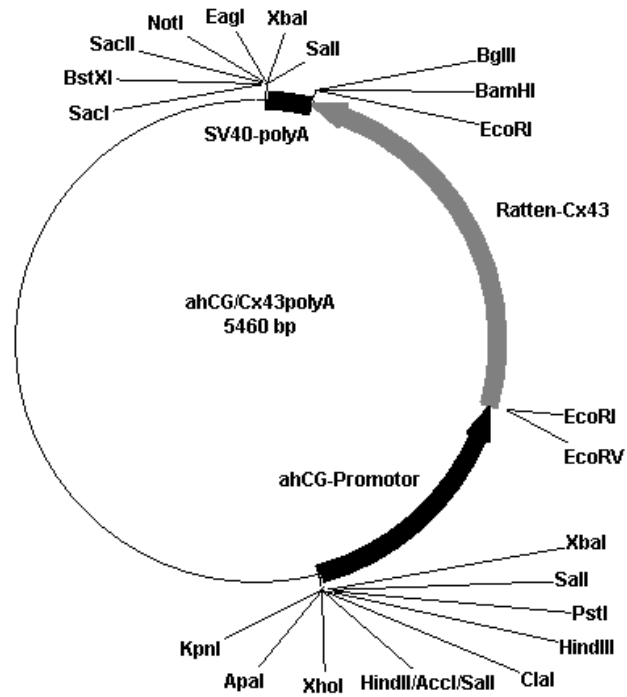 EagI
XbaI
NotI
SacII
SalI
BstXI
BglII
SacI
BamHI
SV40-polyA
EcoRI
Ratten-Cx43
ahCG/Cx43polyA
5460 bp
EcoRI
EcoRV
ahCG-Promotor
XbaI
SalI
PstI
HindIII
KpnI
ApaI
XhoI
HindII/AccI/SalI
ClaI